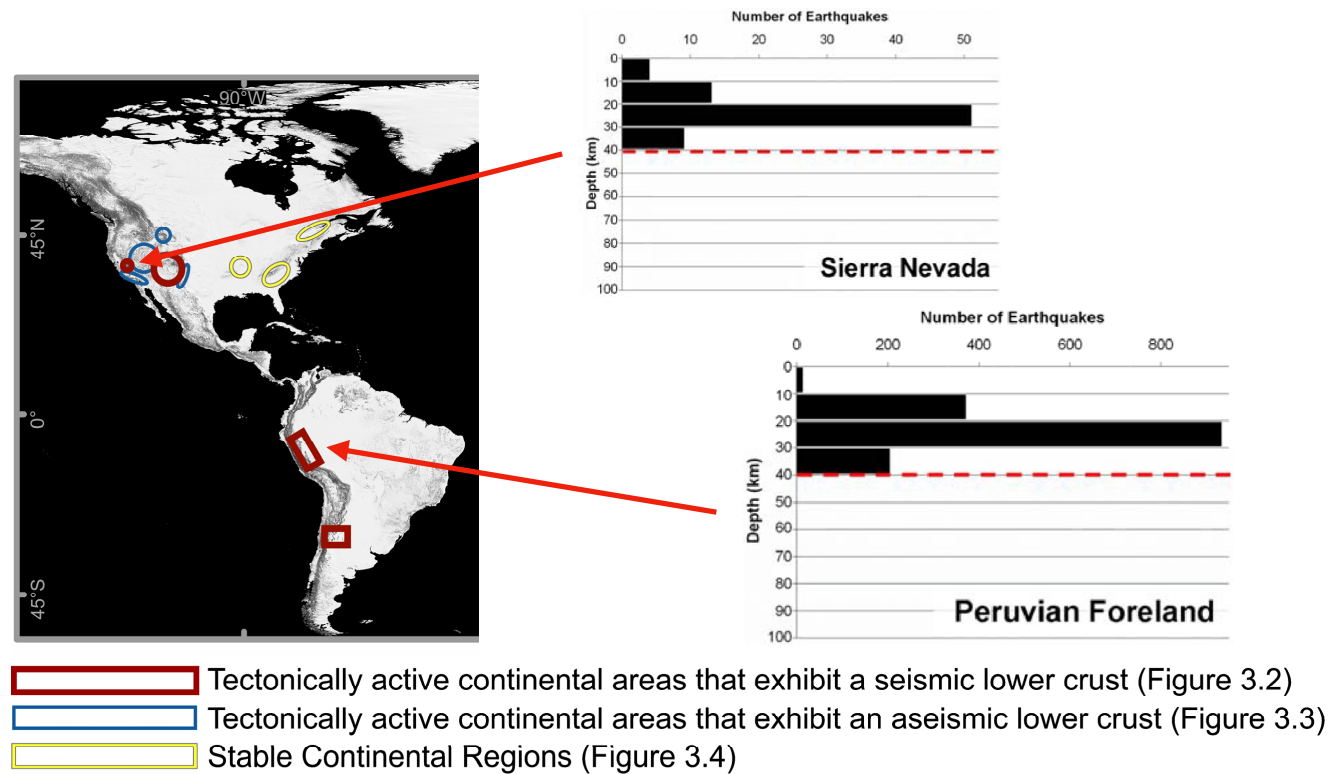 Number of Earthquakes
0 10 20 30 40 50
Depth (km)
0
10
20
30
40
50
60
70
80
90
100
Sierra Nevada
90°W
45°N
0°
45°S
Number of Earthquakes
0 200 400 600 800
Depth (km)
0
10
20
30
40
50
60
70
80
90
100
Peruvian Foreland
Tectonically active continental areas that exhibit a seismic lower crust (Figure 3.2)
Tectonically active continental areas that exhibit an aseismic lower crust (Figure 3.3)
Stable Continental Regions (Figure 3.4)